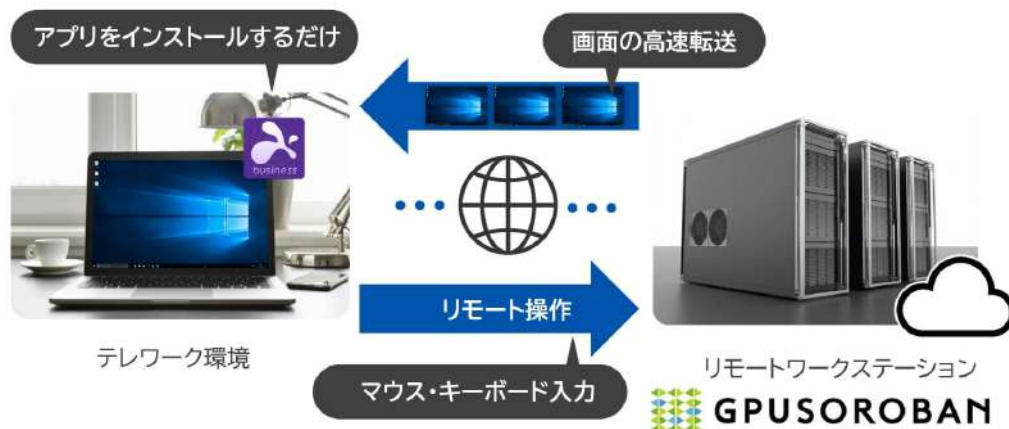 アプリをインストールするだけ
画面の高速転送
business
リモート操作
テレワーク環境
マウス・キーボード入力
リモートワークステーション
GPUSOROBAN